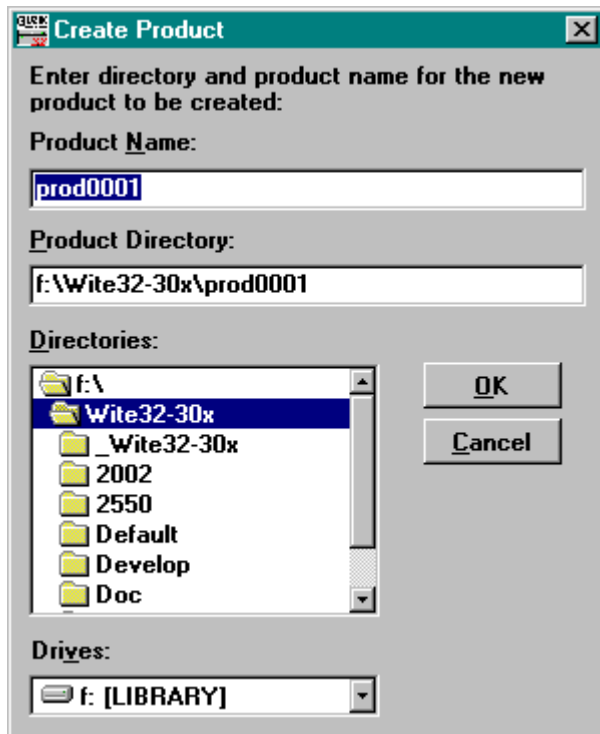 Create Product
Enter directory and product name for the new
product to be created:
Product Name:
prod0001
Product Directory:
f:\Wite32-30x\prod0001
Directories:
f:\
Wite32-30x
OK
_Wite32-30x
Cancel
2002
2550
Default
Develop
Doc
Drives:
f: [LIBRARY]